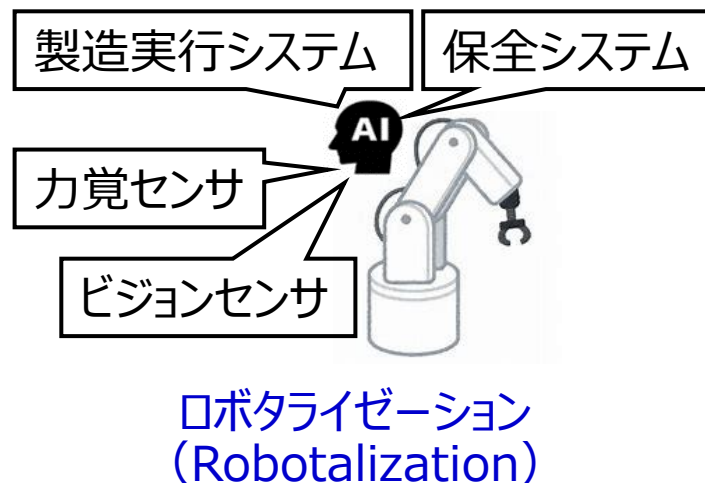 製造実行システム
保全システム
AI
力覚センサ
ビジョンセンサ
ロボタライゼーション
（Robotalization）